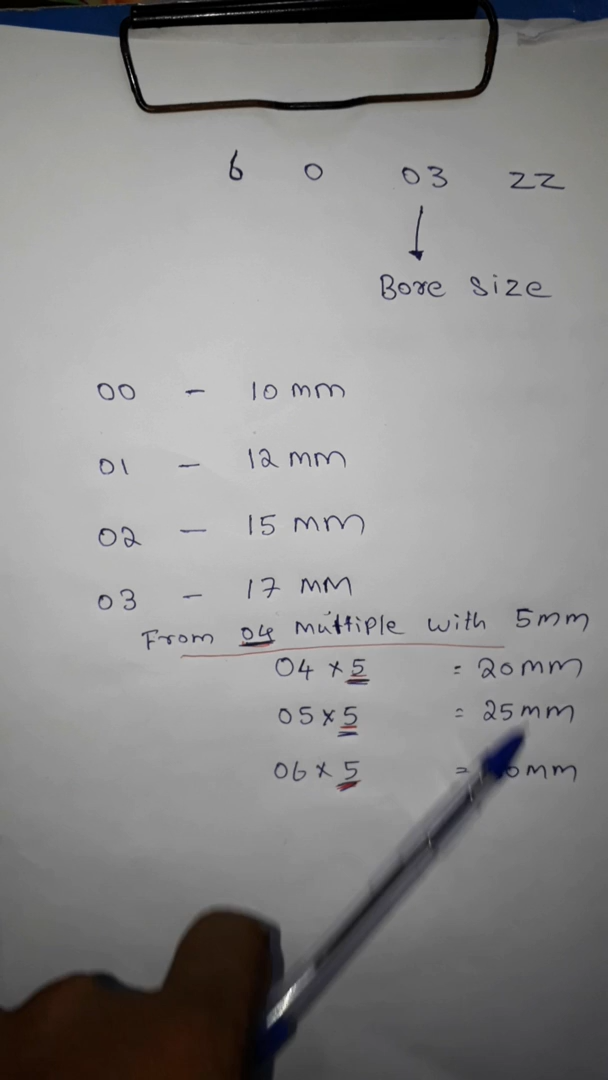 6 0 03 ZZ
Bore size
00 - 10 mm
01 - 12 mm
02 - 15 mm
03 - 17 mm
From 04 multiple with 5mm
04 × 5 = 20mm
05 × 5 = 25mm
06 × 5 =